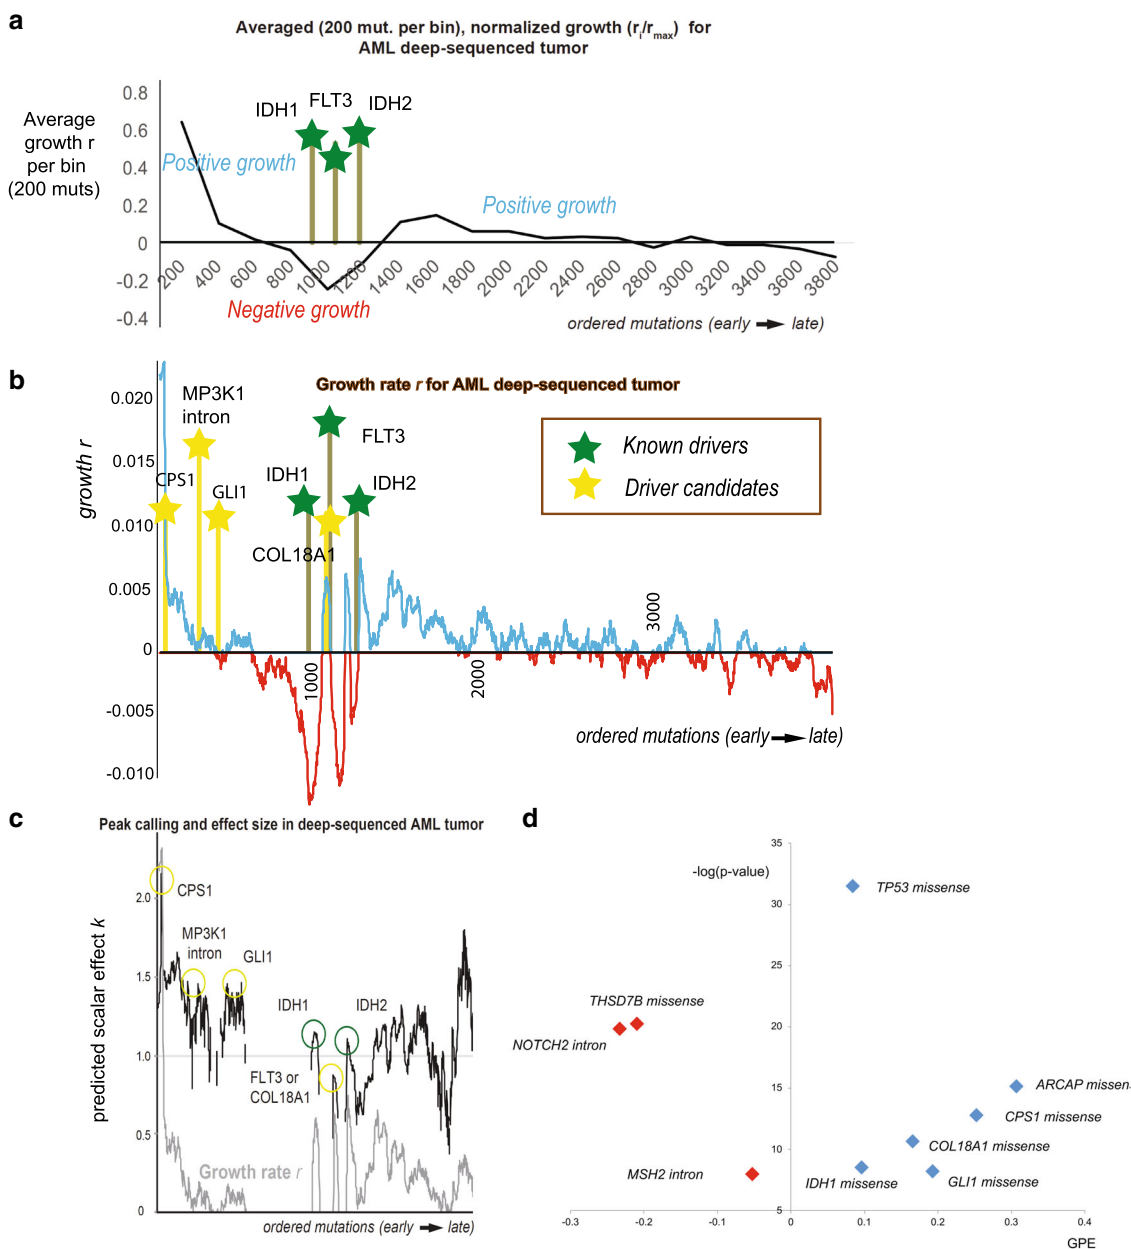 a
Averaged (200 mut. per bin), normalized growth (ri/rmax) for
AML deep-sequenced tumor
Average
growth r
per bin
(200 muts)
0.8
0.6
0.4
0.2
0
-0.2
-0.4
IDH1
FLT3
IDH2
Positive growth
Positive growth
Negative growth
200
400
600
800
1000
1200
1400
1600
1800
2000
2200
2400
2600
2800
3000
3200
3400
3600
3800
ordered mutations (early → late)
b
Growth rate r for AML deep-sequenced tumor
growth r
0.020
0.015
0.010
0.005
0
-0.005
-0.010
MP3K1
intron
CPS1
GLI1
IDH1
FLT3
IDH2
COL18A1
Known drivers
Driver candidates
1000
2000
3000
ordered mutations (early → late)
c
Peak calling and effect size in deep-sequenced AML tumor
predicted scalar effect k
2.0
1.5
1.0
0.5
0
CPS1
MP3K1
intron
GLI1
IDH1
IDH2
FLT3 or
COL18A1
Growth rate r
ordered mutations (early → late)
d
-log(p-value)
35
30
25
20
15
10
5
TP53 missense
THSD7B missense
NOTCH2 intron
ARCAP missen
CPS1 missense
COL18A1 missense
MSH2 intron
IDH1 missense
GLI1 missense
-0.3
-0.2
-0.1
0
0.1
0.2
0.3
0.4
GPE